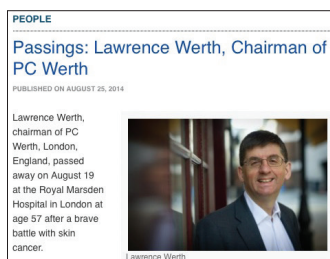 PEOPLE
Passings: Lawrence Werth, Chairman of
PC Werth
PUBLISHED ON AUGUST 25, 2014
Lawrence Werth,
chairman of PC
Werth, London,
England, passed
away on August 19
at the Royal Marsden
Hospital in London at
age 57 after a brave
battle with skin
cancer.
Lawrence Werth